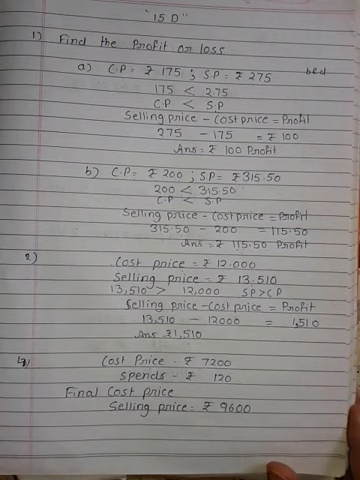 "15 D"
1) Find the Profit or loss
a) C.P = ₹ 175 ; S.P = ₹ 275
175 < 275
C.P < S.P
Selling price - Cost price = Profit
275 - 175 = ₹ 100
Ans = ₹ 100 Profit
b) C.P = ₹ 200 ; S.P = ₹ 315.50
200 < 315.50
C.P < S.P
Selling price - cost price = Profit
315.50 - 200 = 115.50
Ans = ₹ 115.50 Profit
2) Cost price = ₹ 12.000
Selling price = ₹ 13.510
13,510 > 12,000 SP > C.P
Selling price - Cost price = Profit
13,510 - 12000 = 1,510
Ans ₹1,510
Cost Price - ₹ 7200
Spends - ₹ 120
Final Cost price
Selling price = ₹ 9600